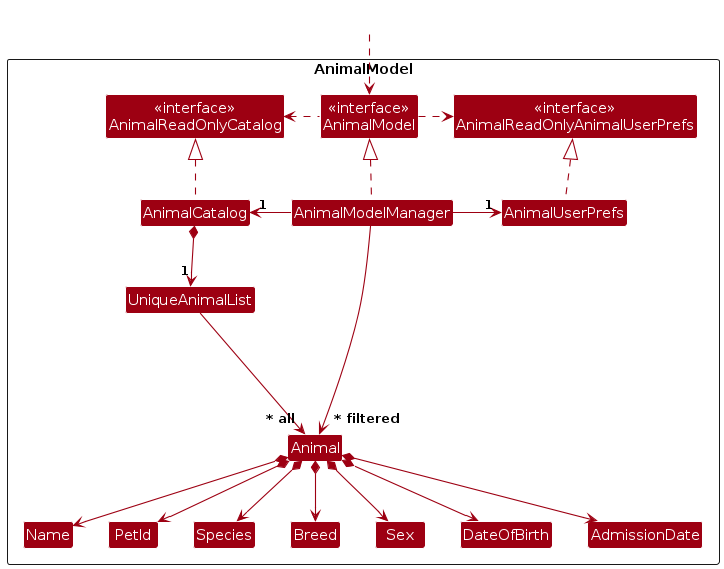 AnimalModel
«interface»
AnimalReadOnlyCatalog
«interface»
AnimalModel
«interface»
AnimalReadOnlyAnimalUserPrefs
AnimalCatalog
1
AnimalModelManager
1
AnimalUserPrefs
1
UniqueAnimalList
* all
* filtered
Animal
Name
PetId
Species
Breed
Sex
DateOfBirth
AdmissionDate